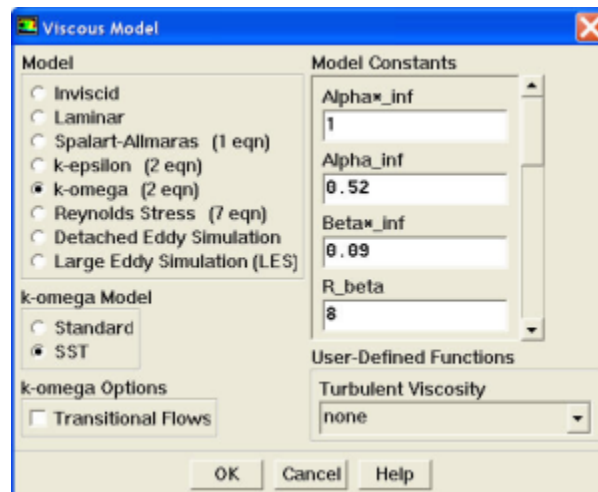 Viscous Model
Model
Inviscid
Laminar
Spalart-Allmaras (1 eqn)
k-epsilon (2 eqn)
k-omega (2 eqn)
Reynolds Stress (7 eqn)
Detached Eddy Simulation
Large Eddy Simulation (LES)
k-omega Model
Standard
SST
k-omega Options
Transitional Flows
Model Constants
Alpha*_inf
1
Alpha_inf
0.52
Beta*_inf
0.09
R_beta
8
User-Defined Functions
Turbulent Viscosity
none
OK Cancel Help